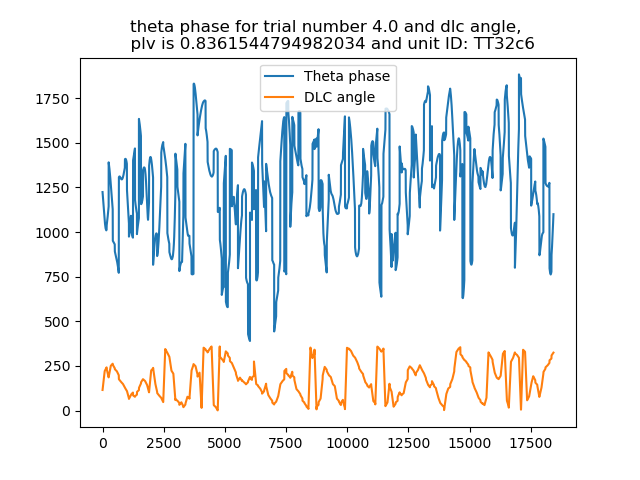 theta phase for trial number 4.0 and dlc angle,
plv is 0.8361544794982034 and unit ID: TT32c6
Theta phase
DLC angle
1750
1500
1250
1000
750
500
250
0
0 2500 5000 7500 10000 12500 15000 17500